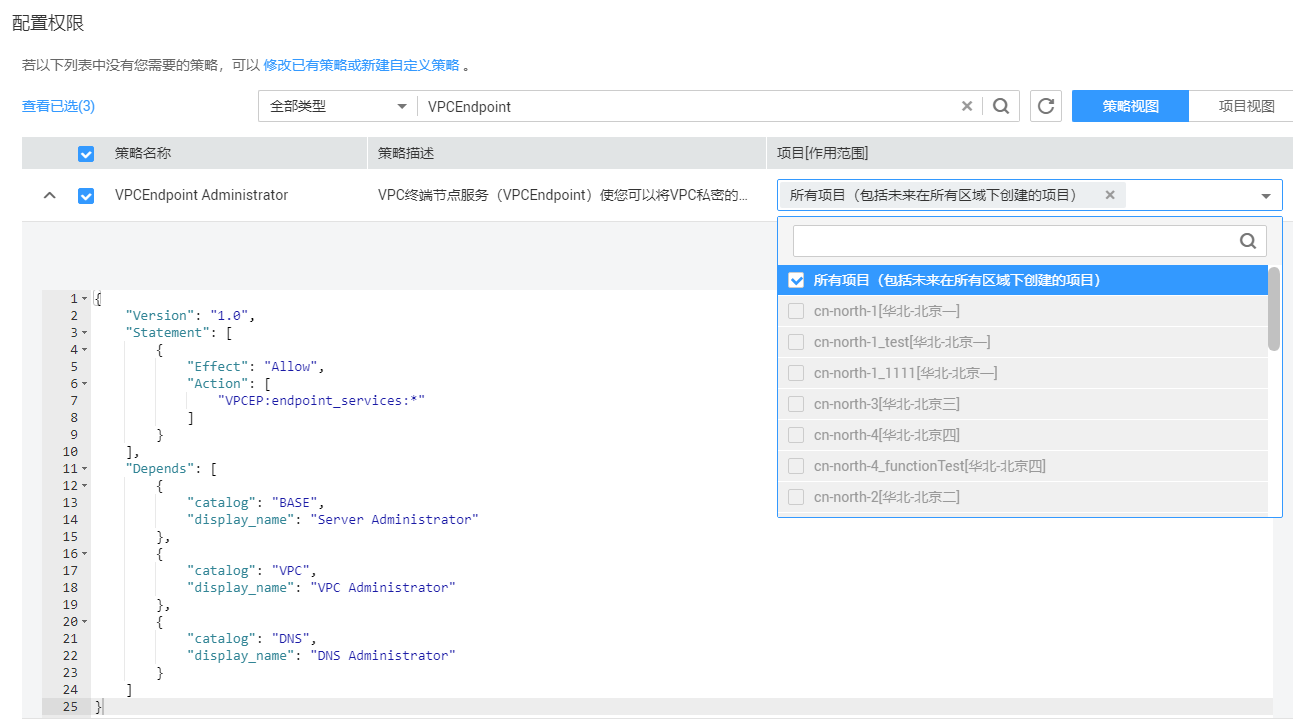 配置权限
若以下列表中没有您需要的策略，可以 修改已有策略或新建自定义策略 。
查看已选(3) 全部类型 VPCEndpoint 策略视图 项目视图
策略名称 策略描述 项目[作用范围]
VPCEndpoint Administrator VPC终端节点服务（VPCEndpoint）使您可以将VPC私密的... 所有项目（包括未来在所有区域下创建的项目）
所有项目（包括未来在所有区域下创建的项目）
cn-north-1[华北-北京一]
cn-north-1_test[华北-北京一]
cn-north-1_1111[华北-北京一]
cn-north-3[华北-北京三]
cn-north-4[华北-北京四]
cn-north-4_functionTest[华北-北京四]
cn-north-2[华北-北京二]
1 {
2 "Version": "1.0",
3 "Statement": [
4 {
5 "Effect": "Allow",
6 "Action": [
7 "VPCEP:endpoint_services:*"
8 ]
9 }
10 ],
11 "Depends": [
12 {
13 "catalog": "BASE",
14 "display_name": "Server Administrator"
15 },
16 {
17 "catalog": "VPC",
18 "display_name": "VPC Administrator"
19 },
20 {
21 "catalog": "DNS",
22 "display_name": "DNS Administrator"
23 }
24 ]
25 }